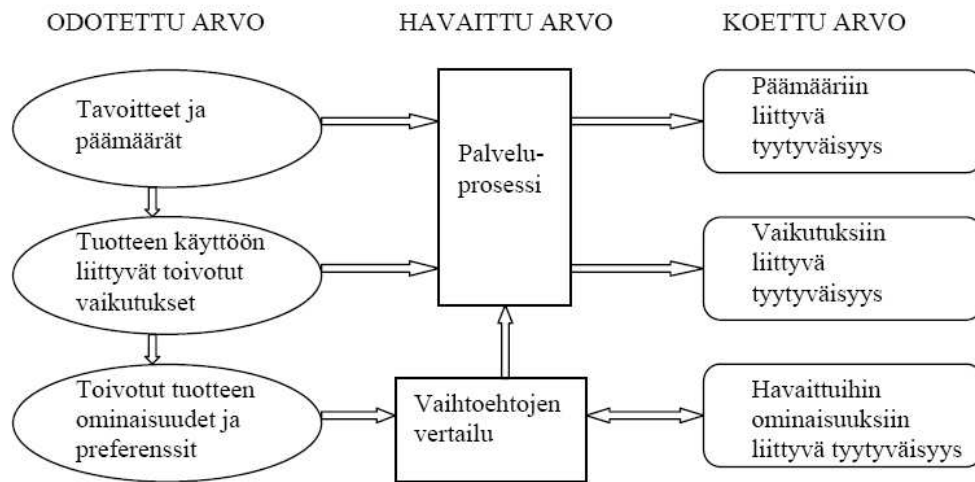 ODOTETTU ARVO
HAVAITTU ARVO
KOETTU ARVO
Tavoitteet ja
päämäärät
Palvelu-
prosessi
Päämääriin
liittyvä
tyytyväisyys
Tuotteen käyttöön
liittyvät toivotut
vaikutukset
Vaikutuksiin
liittyvä
tyytyväisyys
Toivotut tuotteen
ominaisuudet ja
preferenssit
Vaihtoehtojen
vertailu
Havaittuihin
ominaisuuksiin
liittyvä tyytyväisyys